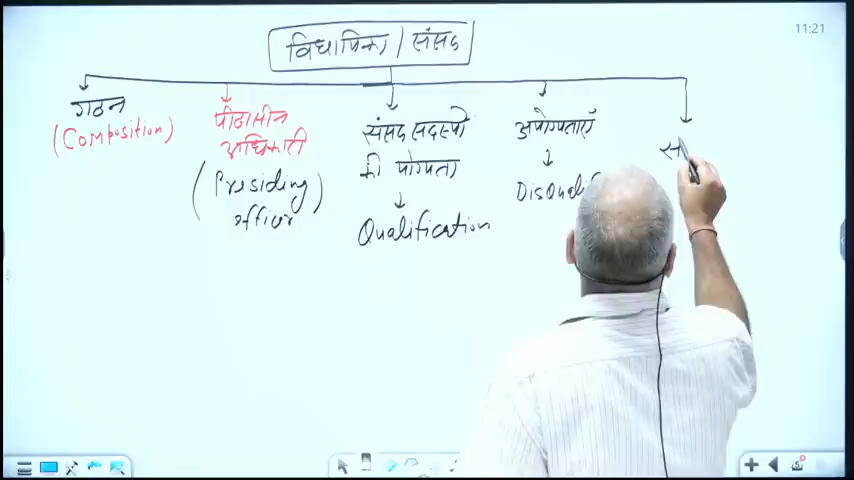 11:21
विधायिका / संसद
गठन
(Composition)
पीठासीन
अधिकारी
(Presiding
officer)
संसद सदस्यो
की योग्यता
Qualification
अयोग्यताएँ
स